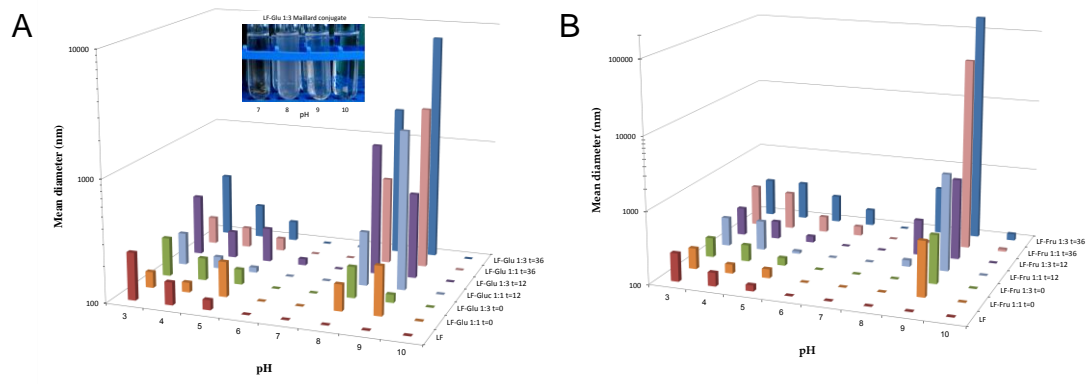 A
LF-Glu 1:3 Maillard conjugate
7 8 9 10
pH
Mean diameter (nm)
10000
1000
100
3 4 5 6 7 8 9 10
pH
LF-Glu 1:3 t=36
LF-Glu 1:1 t=36
LF-Glu 1:3 t=12
LF-Gluc 1:1 t=12
LF-Glu 1:3 t=0
LF-Glu 1:1 t=0
LF
B
Mean diameter (nm)
100000
10000
1000
100
3 4 5 6 7 8 9 10
pH
LF-Fru 1:3 t=36
LF-Fru 1:1 t=36
LF-Fru 1:3 t=12
LF-Fru 1:1 t=12
LF-Fru 1:3 t=0
LF-Fru 1:1 t=0
LF